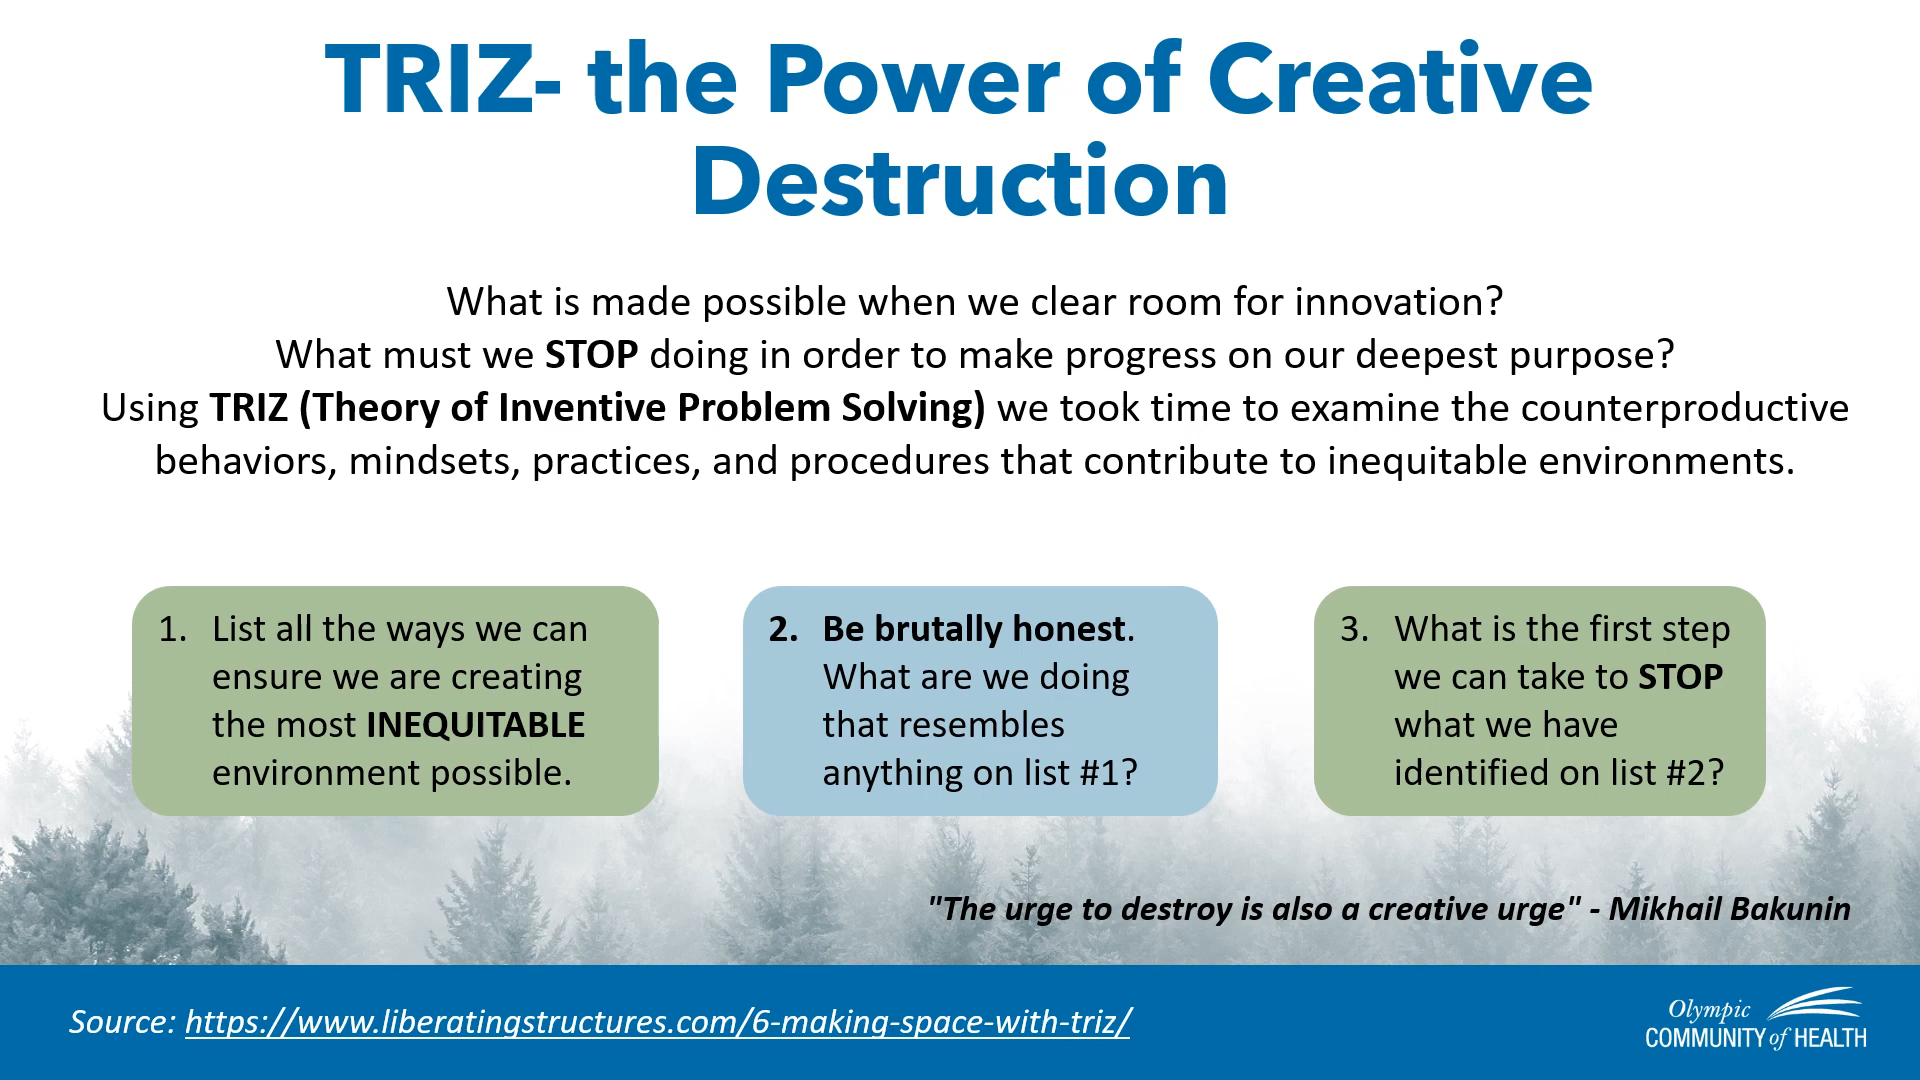 TRIZ- the Power of Creative
Destruction
What is made possible when we clear room for innovation?
What must we STOP doing in order to make progress on our deepest purpose?
Using TRIZ (Theory of Inventive Problem Solving) we took time to examine the counterproductive
behaviors, mindsets, practices, and procedures that contribute to inequitable environments.
1. List all the ways we can
ensure we are creating
the most INEQUITABLE
environment possible.
2. Be brutally honest.
What are we doing
that resembles
anything on list #1?
3. What is the first step
we can take to STOP
what we have
identified on list #2?
"The urge to destroy is also a creative urge" - Mikhail Bakunin
Source: https://www.liberatingstructures.com/6-making-space-with-triz/
Olympic
COMMUNITY of HEALTH